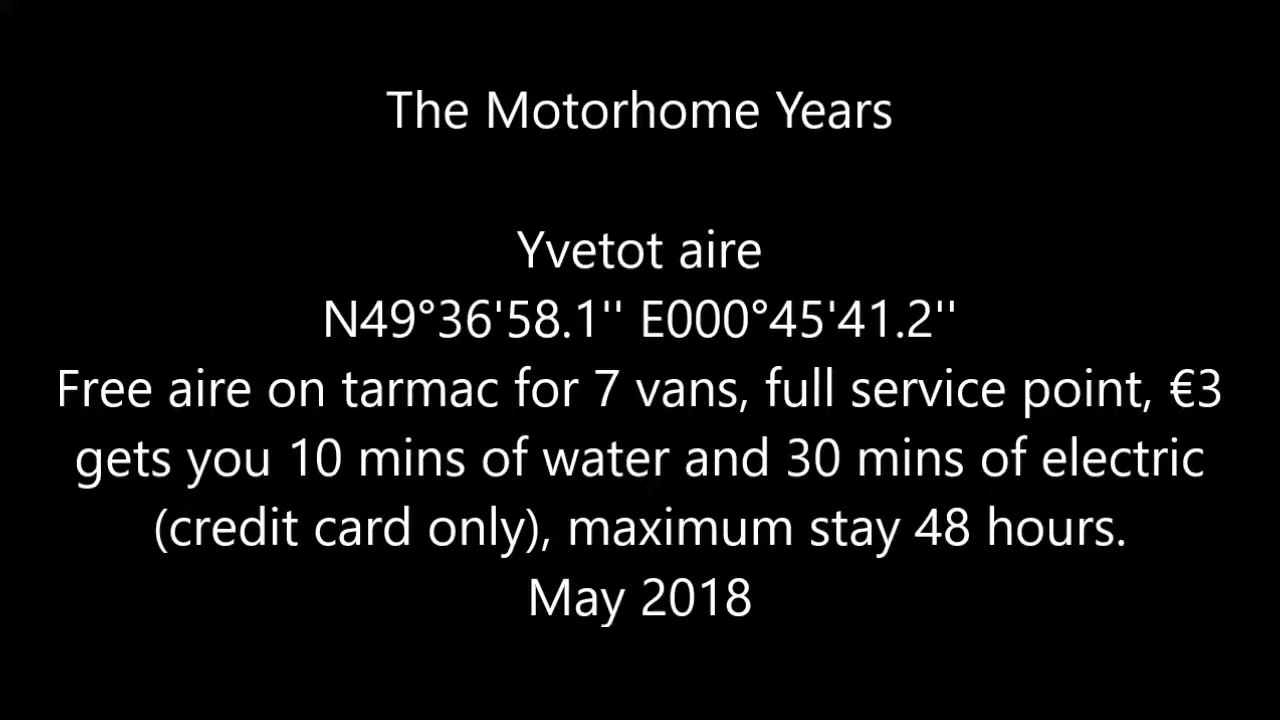 The Motorhome Years
Yvetot aire
N49°36'58.1'' E000°45'41.2''
Free aire on tarmac for 7 vans, full service point, €3
gets you 10 mins of water and 30 mins of electric
(credit card only), maximum stay 48 hours.
May 2018